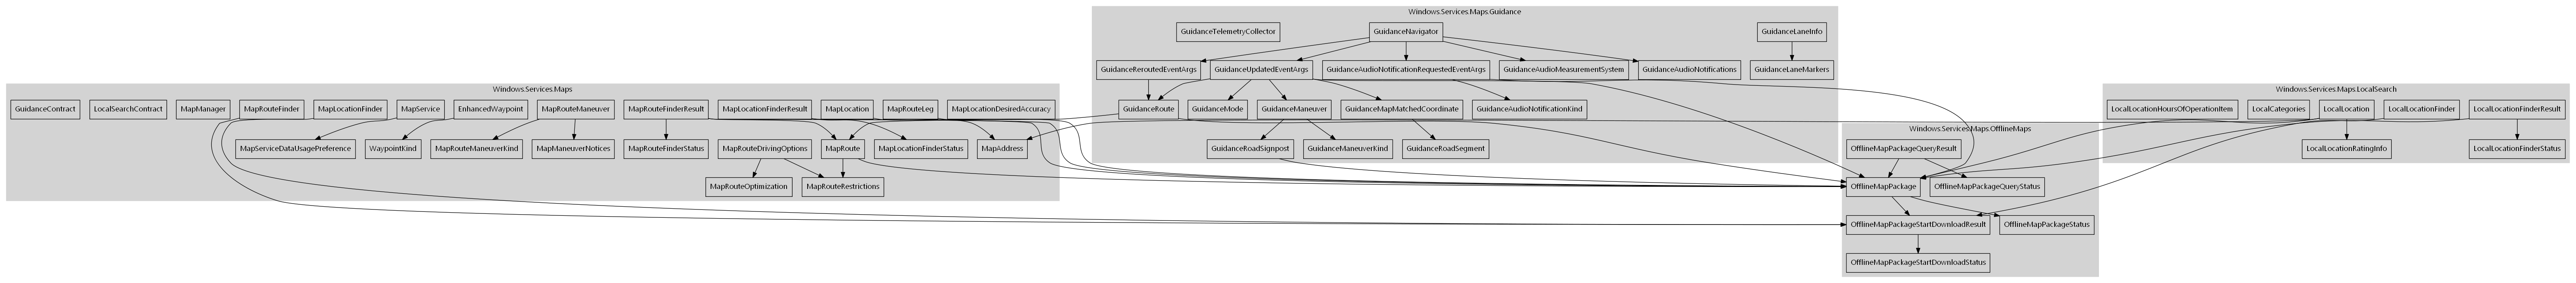 Windows.Services.Maps.Guidance
GuidanceTelemetryCollector
GuidanceNavigator
GuidanceLaneInfo
GuidanceReroutedEventArgs
GuidanceUpdatedEventArgs
GuidanceAudioNotificationRequestedEventArgs
GuidanceAudioMeasurementSystem
GuidanceAudioNotifications
GuidanceLaneMarkers
GuidanceRoute
GuidanceMode
GuidanceManeuver
GuidanceMapMatchedCoordinate
GuidanceAudioNotificationKind
GuidanceRoadSignpost
GuidanceManeuverKind
GuidanceRoadSegment
Windows.Services.Maps
GuidanceContract
LocalSearchContract
MapManager
MapRouteFinder
MapLocationFinder
MapService
EnhancedWaypoint
MapRouteManeuver
MapRouteFinderResult
MapLocationFinderResult
MapLocation
MapRouteLeg
MapLocationDesiredAccuracy
MapServiceDataUsagePreference
WaypointKind
MapRouteManeuverKind
MapManeuverNotices
MapRouteFinderStatus
MapRouteDrivingOptions
MapRoute
MapLocationFinderStatus
MapAddress
MapRouteOptimization
MapRouteRestrictions
Windows.Services.Maps.LocalSearch
LocalLocationHoursOfOperationItem
LocalCategories
LocalLocation
LocalLocationFinder
LocalLocationFinderResult
LocalLocationRatingInfo
LocalLocationFinderStatus
Windows.Services.Maps.OfflineMaps
OfflineMapPackageQueryResult
OfflineMapPackage
OfflineMapPackageQueryStatus
OfflineMapPackageStartDownloadResult
OfflineMapPackageStatus
OfflineMapPackageStartDownloadStatus